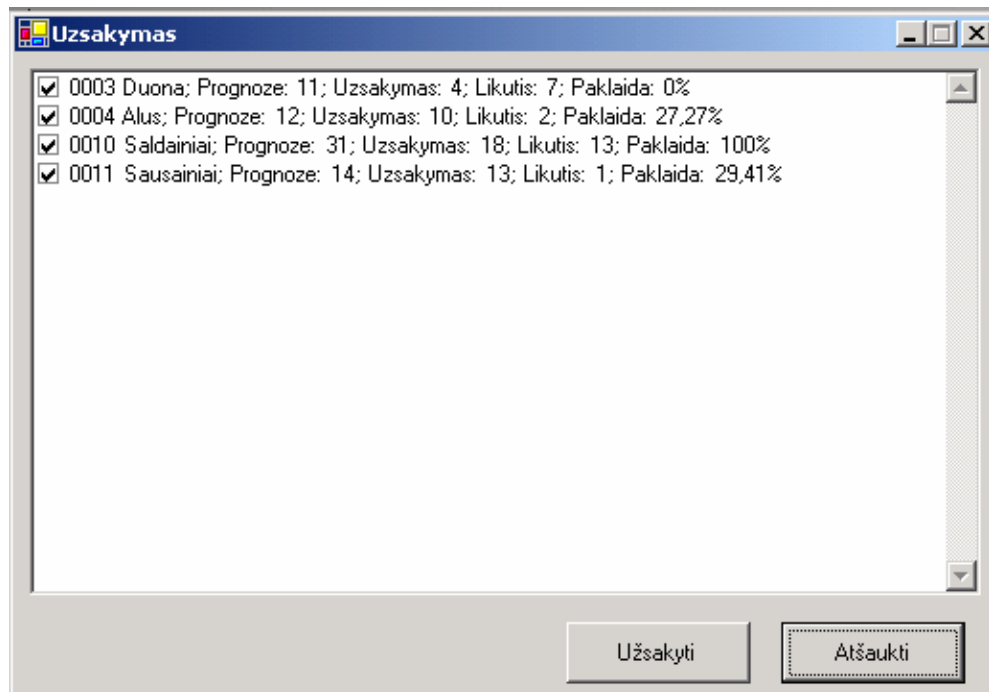 Uzsakymas
0003 Duona; Prognoze: 11; Uzsakymas: 4; Likutis: 7; Paklaida: 0%
0004 Alus; Prognoze: 12; Uzsakymas: 10; Likutis: 2; Paklaida: 27,27%
0010 Saldainiai; Prognoze: 31; Uzsakymas: 18; Likutis: 13; Paklaida: 100%
0011 Sausainiai; Prognoze: 14; Uzsakymas: 13; Likutis: 1; Paklaida: 29,41%
Užsakyti Atšaukti